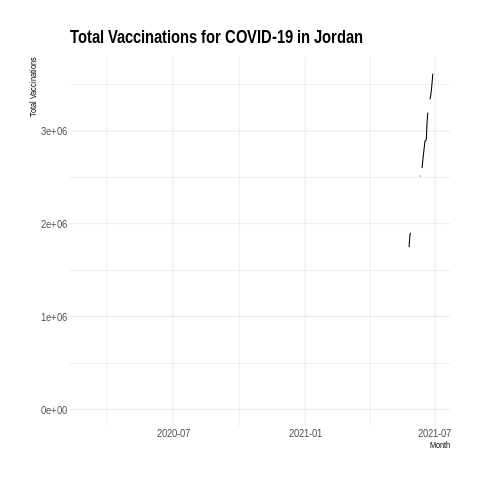 Total Vaccinations for COVID-19 in Jordan
Total Vaccinations
3e+06
2e+06
1e+06
0e+00
2020-07 2021-01 2021-07
Month